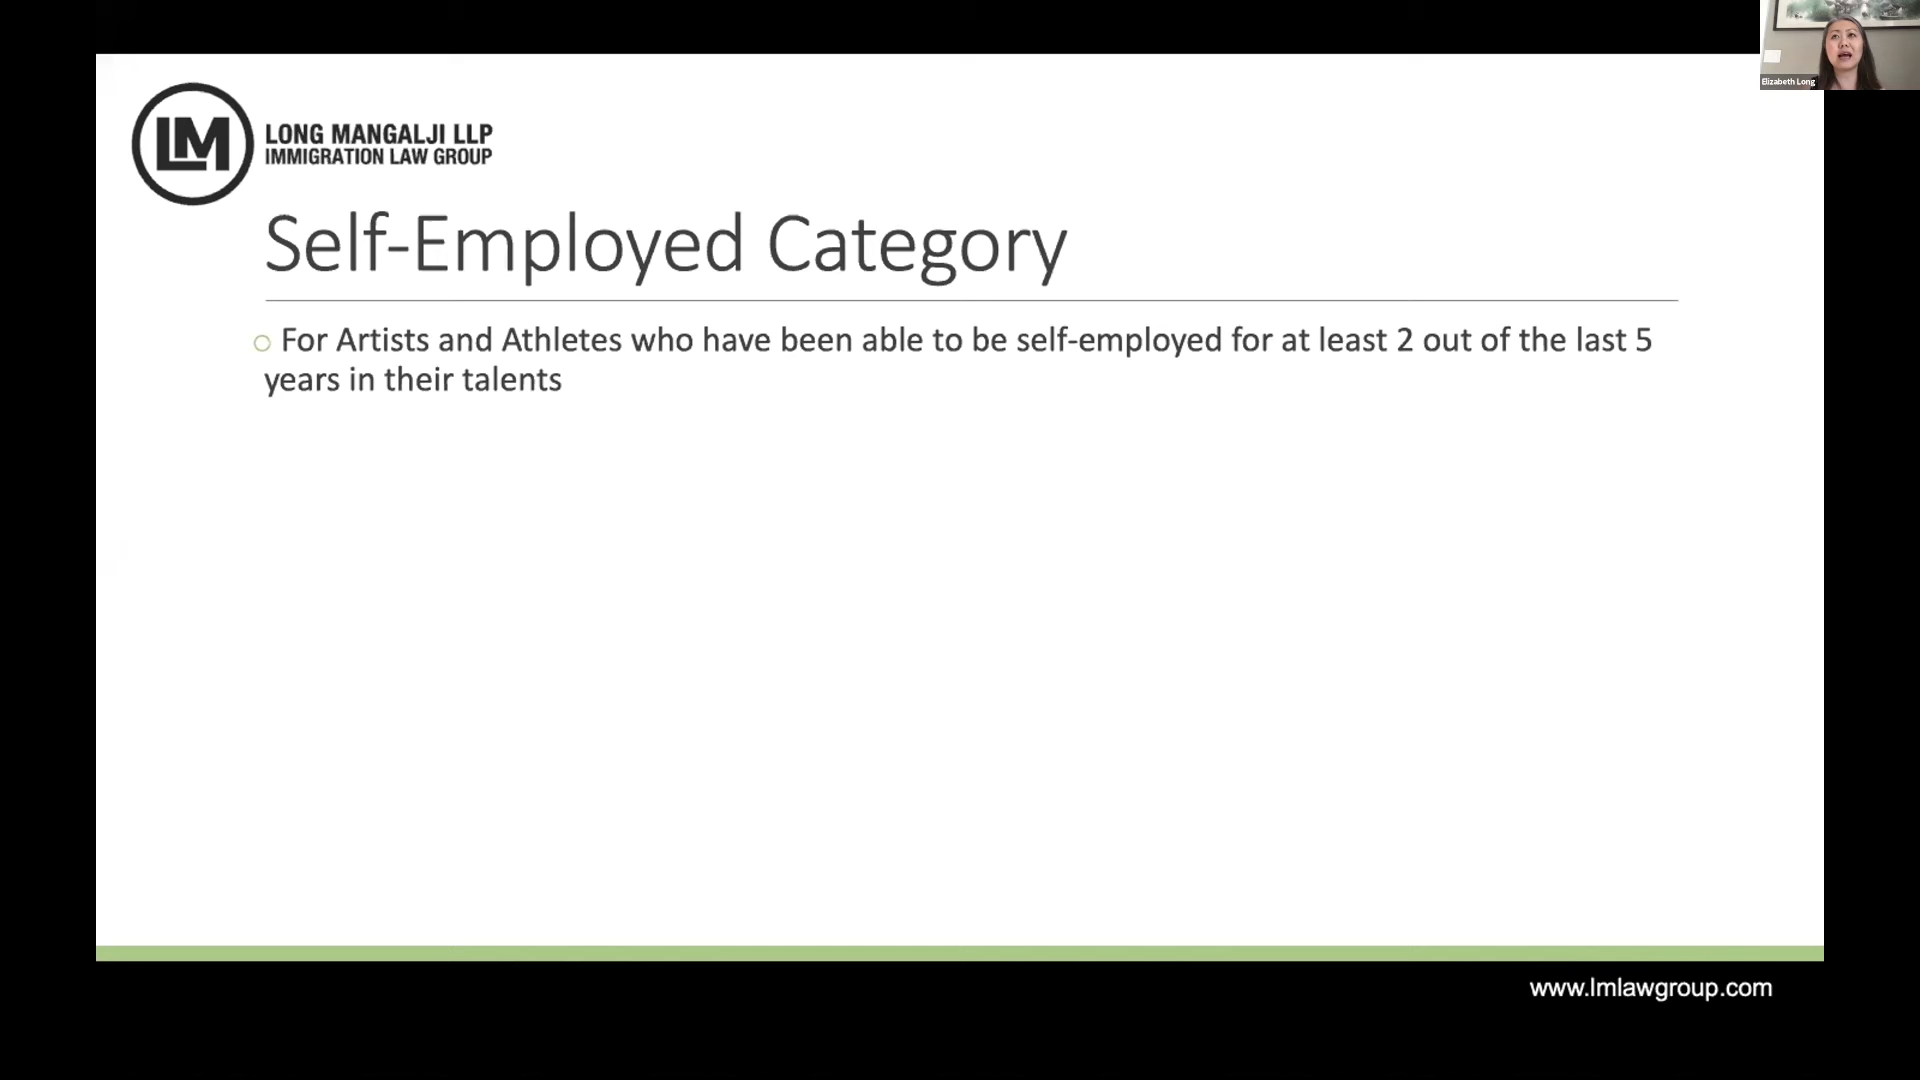 Elizabeth Long
LM
LONG MANGALJI LLP
IMMIGRATION LAW GROUP
Self-Employed Category
For Artists and Athletes who have been able to be self-employed for at least 2 out of the last 5
years in their talents
www.lmlawgroup.com